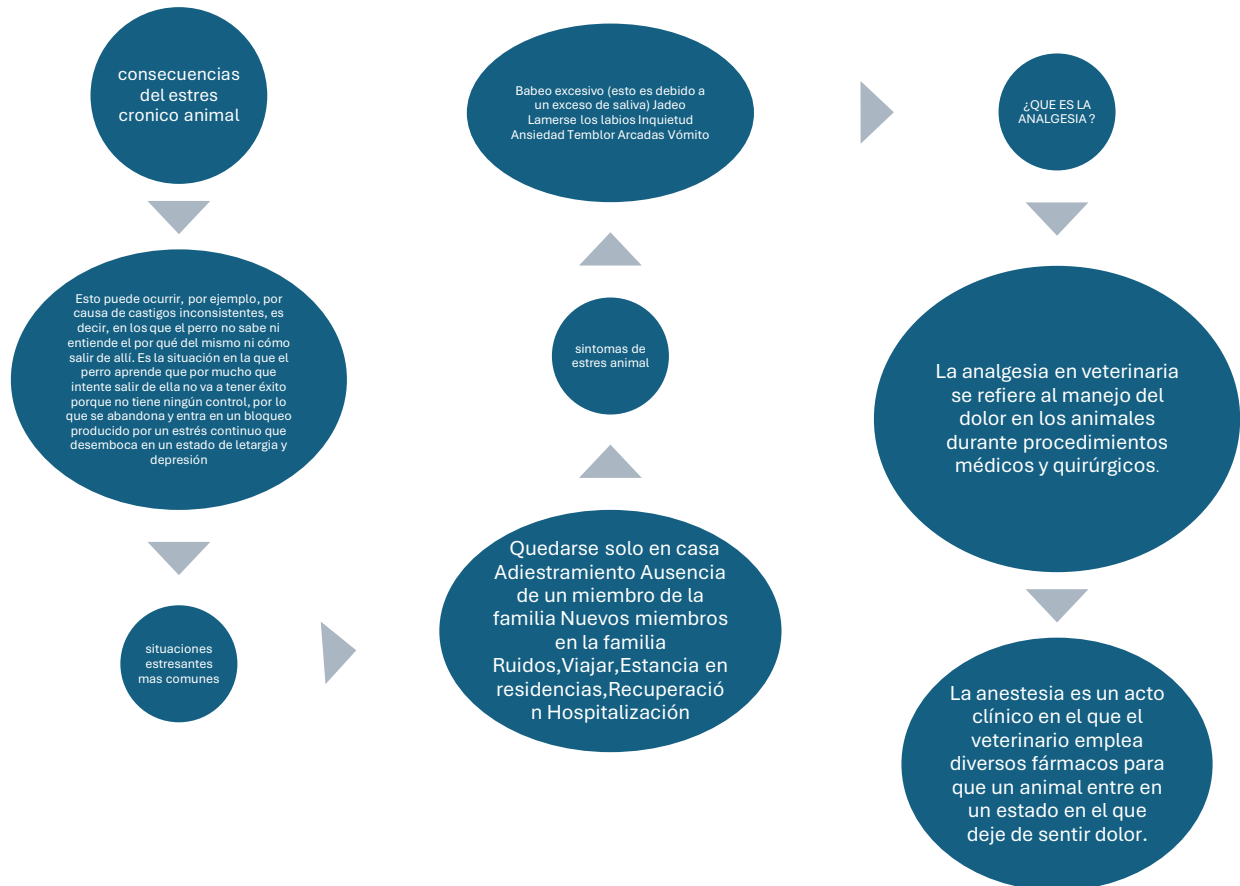 consecuencias
del estres
cronico animal
Esto puede ocurrir, por ejemplo, por
causa de castigos inconsistentes, es
decir, en los que el perro no sabe ni
entiende el por qué del mismo ni cómo
salir de allí. Es la situación en la que el
perro aprende que por mucho que
intente salir de ella no va a tener éxito
porque no tiene ningún control, por lo
que se abandona y entra en un bloqueo
producido por un estrés continuo que
desemboca en un estado de letargia y
depresión
situaciones
estresantes
mas comunes
Quedarse solo en casa
Adiestramiento Ausencia
de un miembro de la
familia Nuevos miembros
en la familia
Ruidos,Viajar,Estancia en
residencias,Recuperació
n Hospitalización
sintomas de
estres animal
Babeo excesivo (esto es debido a
un exceso de saliva) Jadeo
Lamerse los labios Inquietud
Ansiedad Temblor Arcadas Vómito
¿QUE ES LA
ANALGESIA ?
La analgesia en veterinaria
se refiere al manejo del
dolor en los animales
durante procedimientos
médicos y quirúrgicos.
La anestesia es un acto
clínico en el que el
veterinario emplea
diversos fármacos para
que un animal entre en
un estado en el que
deje de sentir dolor.